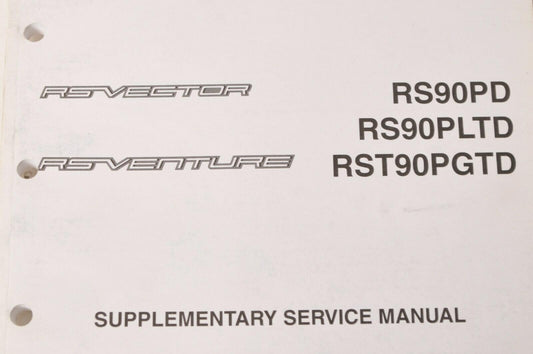 RSVECTOR RS90PD
RS90PLTD
RSVENTURE RST90PGTD
SUPPLEMENTARY SERVICE MANUAL